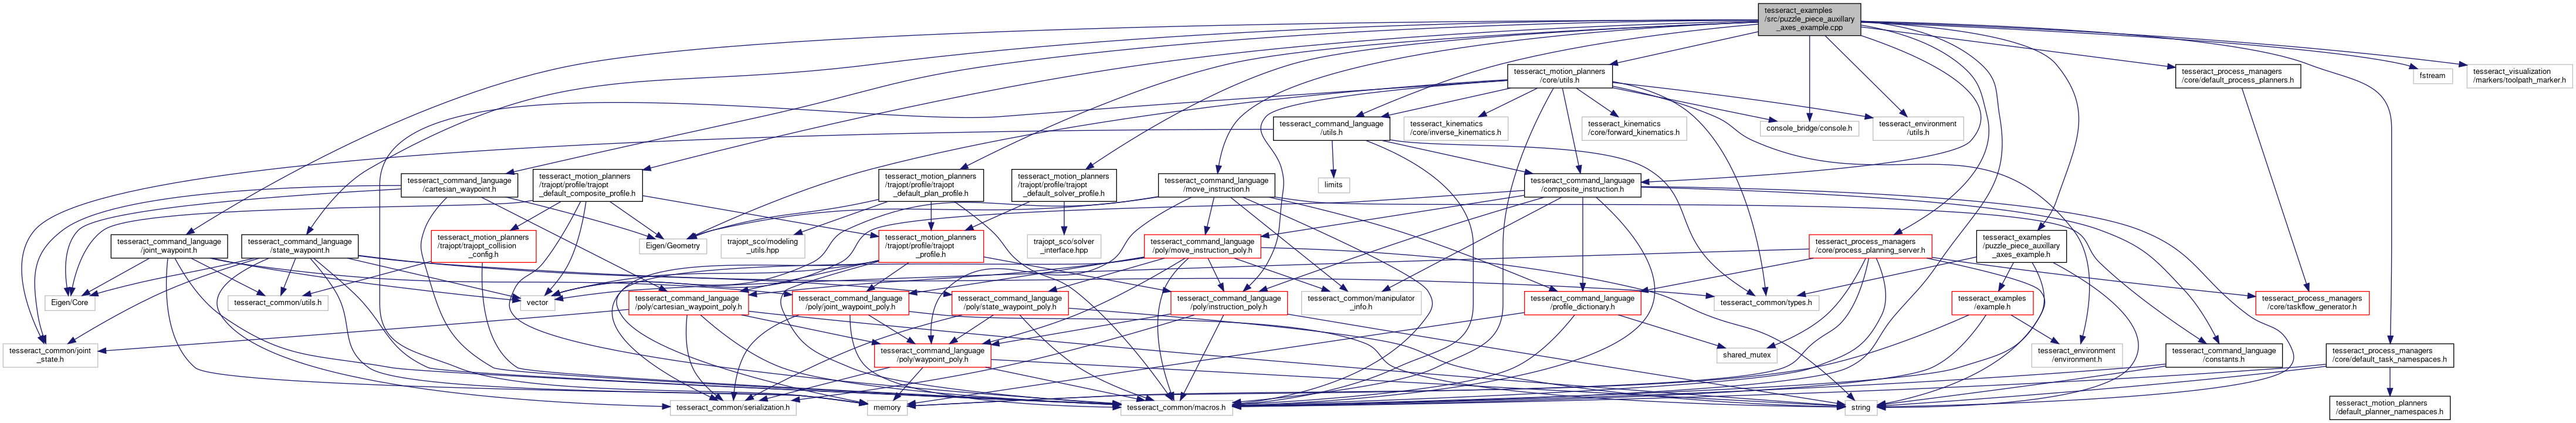 tesseract_examples
/src/puzzle_piece_auxillary
_axes_example.cpp
tesseract_motion_planners
/core/utils.h
tesseract_process_managers
/core/default_process_planners.h
fstream
tesseract_visualization
/markers/toolpath_marker.h
tesseract_command_language
/utils.h
tesseract_kinematics
/core/inverse_kinematics.h
tesseract_kinematics
/core/forward_kinematics.h
console_bridge/console.h
tesseract_environment
/utils.h
tesseract_command_language
/cartesian_waypoint.h
tesseract_motion_planners
/trajopt/profile/trajopt
_default_composite_profile.h
tesseract_motion_planners
/trajopt/profile/trajopt
_default_plan_profile.h
tesseract_motion_planners
/trajopt/profile/trajopt
_default_solver_profile.h
tesseract_command_language
/move_instruction.h
limits
tesseract_command_language
/composite_instruction.h
tesseract_command_language
/joint_waypoint.h
tesseract_command_language
/state_waypoint.h
tesseract_motion_planners
/trajopt/trajopt_collision
_config.h
Eigen/Geometry
trajopt_sco/modeling
_utils.hpp
tesseract_motion_planners
/trajopt/profile/trajopt
_profile.h
trajopt_sco/solver
_interface.hpp
tesseract_command_language
/poly/move_instruction_poly.h
tesseract_process_managers
/core/process_planning_server.h
tesseract_examples
/puzzle_piece_auxillary
_axes_example.h
Eigen/Core
tesseract_common/utils.h
vector
tesseract_command_language
/poly/cartesian_waypoint_poly.h
tesseract_command_language
/poly/joint_waypoint_poly.h
tesseract_command_language
/poly/state_waypoint_poly.h
tesseract_command_language
/poly/instruction_poly.h
tesseract_common/manipulator
_info.h
tesseract_command_language
/profile_dictionary.h
tesseract_common/types.h
tesseract_examples
/example.h
tesseract_process_managers
/core/taskflow_generator.h
tesseract_common/joint
_state.h
tesseract_command_language
/poly/waypoint_poly.h
shared_mutex
tesseract_environment
/environment.h
tesseract_command_language
/constants.h
tesseract_process_managers
/core/default_task_namespaces.h
tesseract_common/serialization.h
memory
tesseract_common/macros.h
string
tesseract_motion_planners
/default_planner_namespaces.h